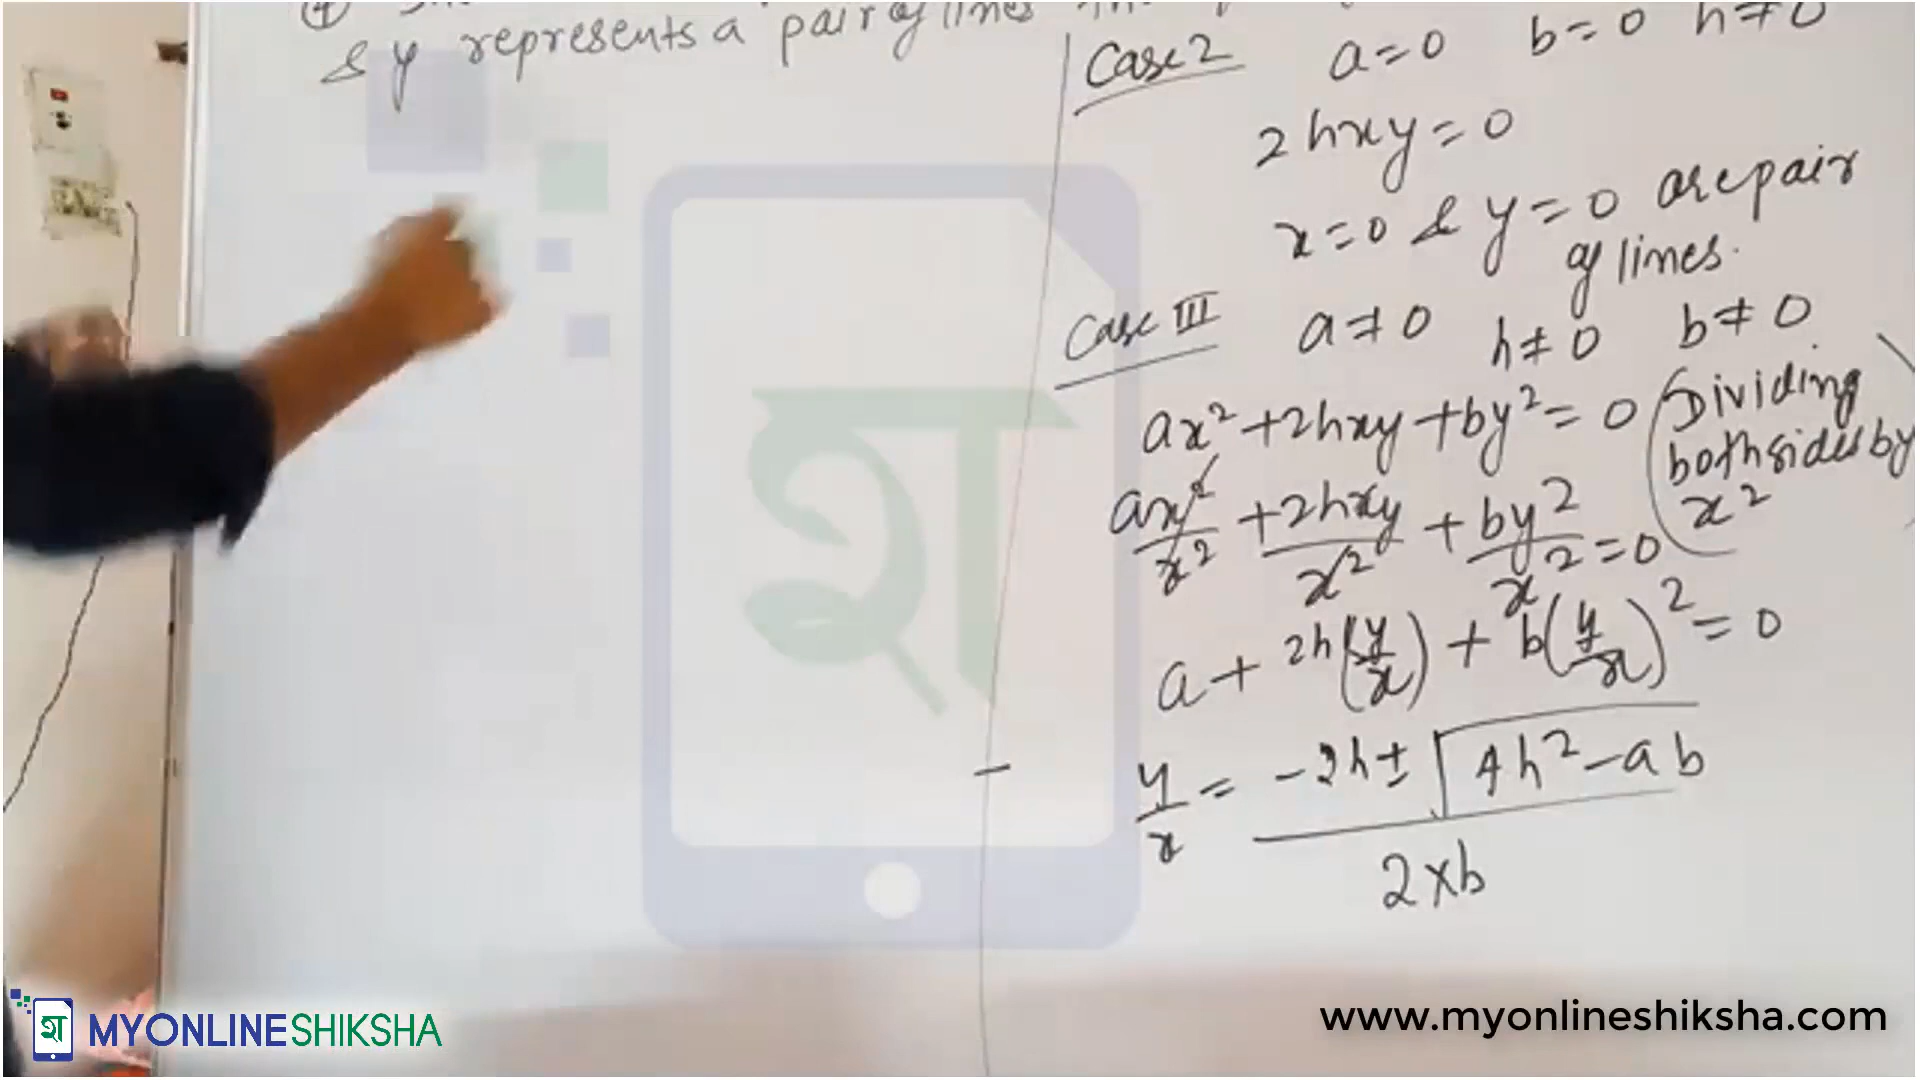 & y represents a pair of lines
Case 2 a=0 b=0 h≠0
2hxy=0
x=0 & y=0 are pair
of lines.
Case III a≠0 h≠0 b≠0
ax²+2hxy+by²=0 (Dividing
both sides by
x²)
ax²/x² + 2hxy/x² + by²/x² = 0
a + 2h(y/x) + b(y/x)² = 0
y/x = (-2h ± √(4h²-ab))/(2×b)
श
MYONLINESHIKSHA
www.myonlineshiksha.com